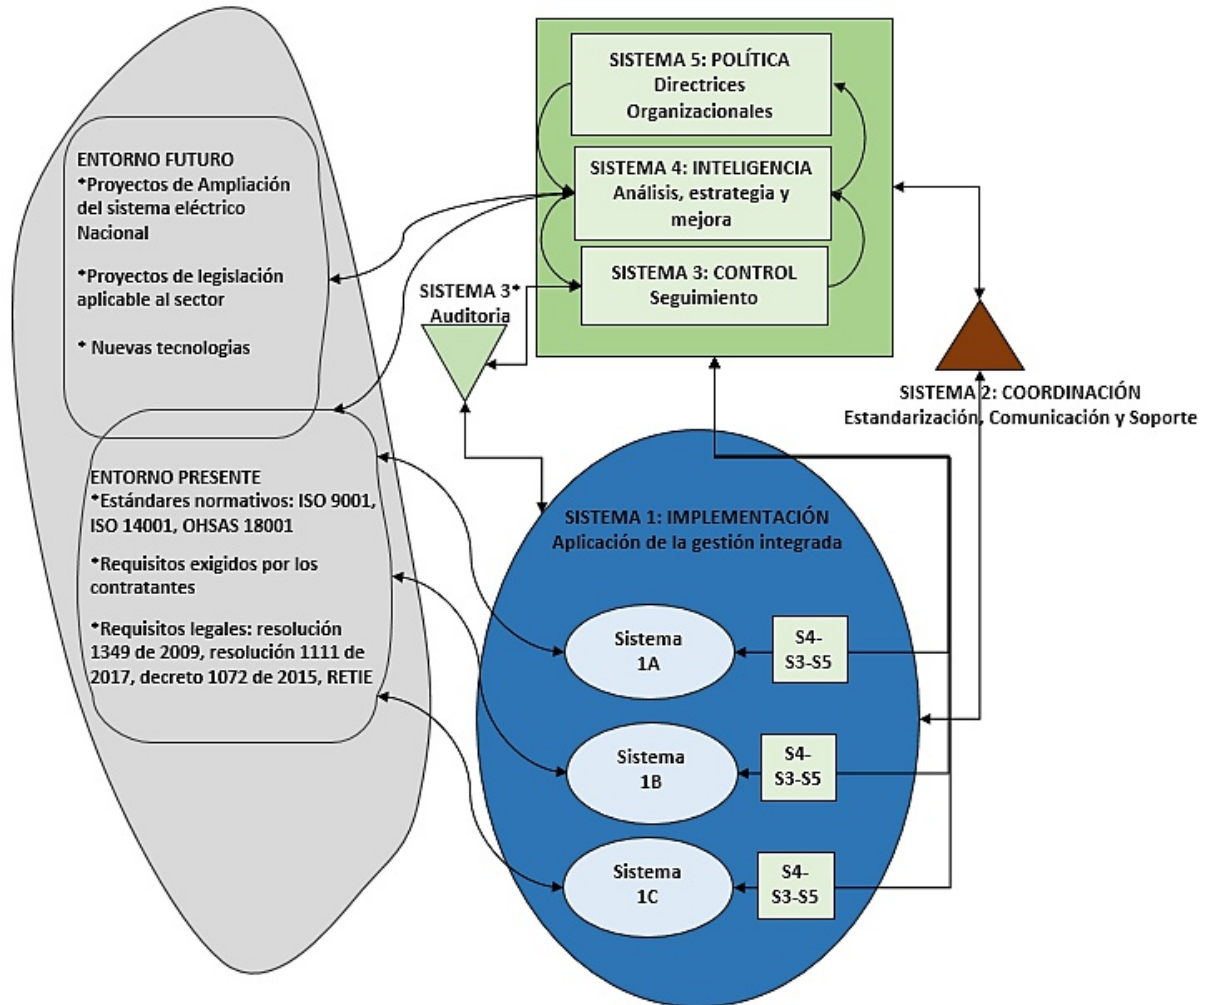 SISTEMA 5: POLÍTICA
Directrices
Organizacionales
SISTEMA 4: INTELIGENCIA
Análisis, estrategia y
mejora
SISTEMA 3: CONTROL
Seguimiento
ENTORNO FUTURO
*Proyectos de Ampliación
del sistema eléctrico
Nacional
*Proyectos de legislación
aplicable al sector
* Nuevas tecnologias
SISTEMA 3*
Auditoria
SISTEMA 2: COORDINACIÓN
Estandarización, Comunicación y Soporte
ENTORNO PRESENTE
*Estándares normativos: ISO 9001,
ISO 14001, OHSAS 18001
*Requisitos exigidos por los
contratantes
*Requisitos legales: resolución
1349 de 2009, resolución 1111 de
2017, decreto 1072 de 2015, RETIE
SISTEMA 1: IMPLEMENTACIÓN
Aplicación de la gestión integrada
Sistema
1A
S4-
S3-S5
Sistema
1B
S4-
S3-S5
Sistema
1C
S4-
S3-S5